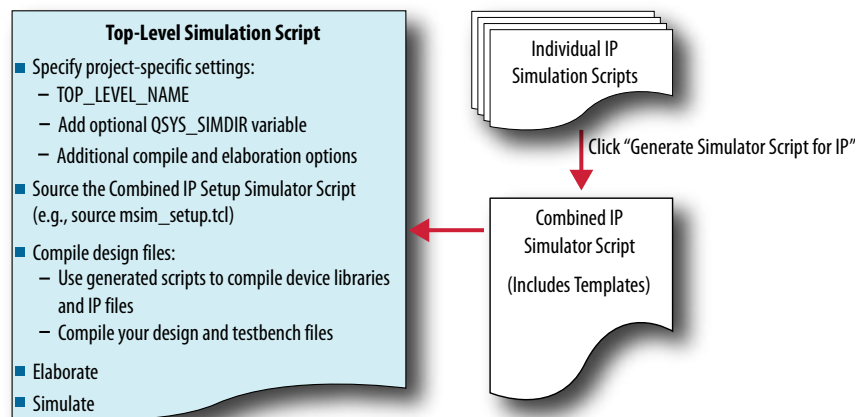 Top-Level Simulation Script
■ Specify project-specific settings:
– TOP_LEVEL_NAME
– Add optional QSYS_SIMDIR variable
– Additional compile and elaboration options
■ Source the Combined IP Setup Simulator Script
(e.g., source msim_setup.tcl)
■ Compile design files:
– Use generated scripts to compile device libraries
and IP files
– Compile your design and testbench files
■ Elaborate
■ Simulate
Individual IP
Simulation Scripts
Click “Generate Simulator Script for IP”
Combined IP
Simulator Script
(Includes Templates)